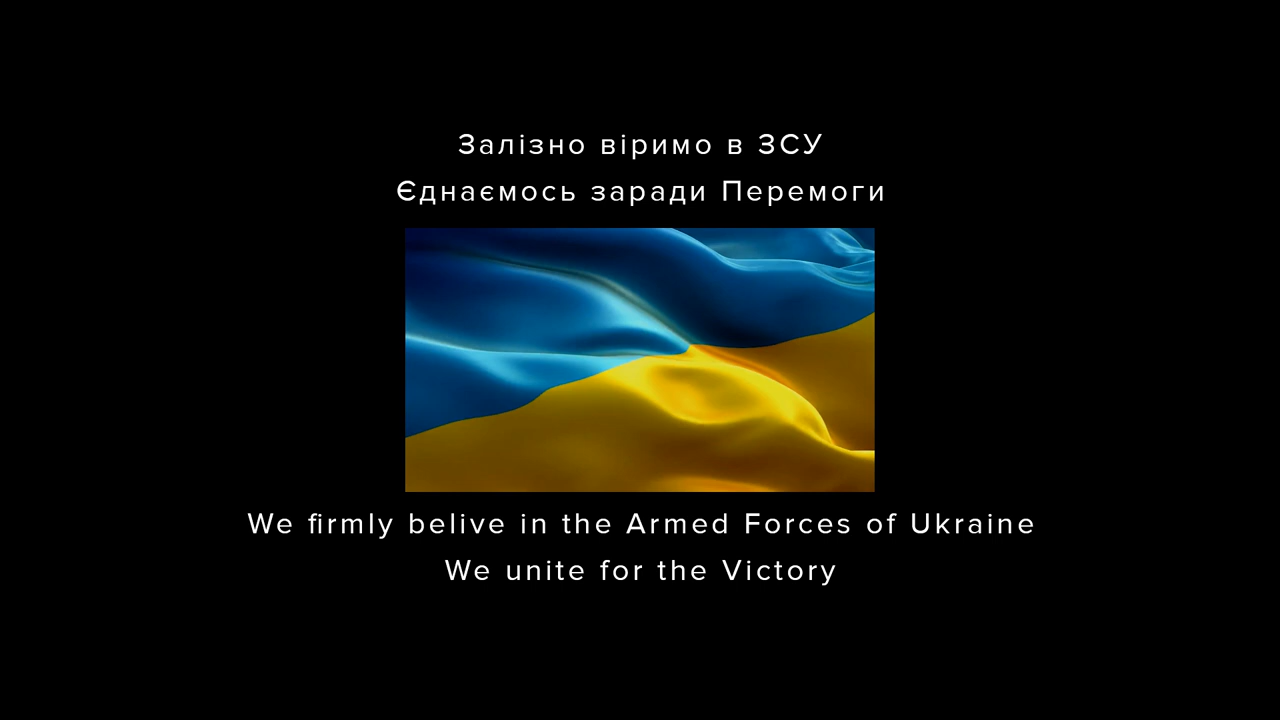 Залізно віримо в ЗСУ
Єднаємось заради Перемоги
We firmly belive in the Armed Forces of Ukraine
We unite for the Victory